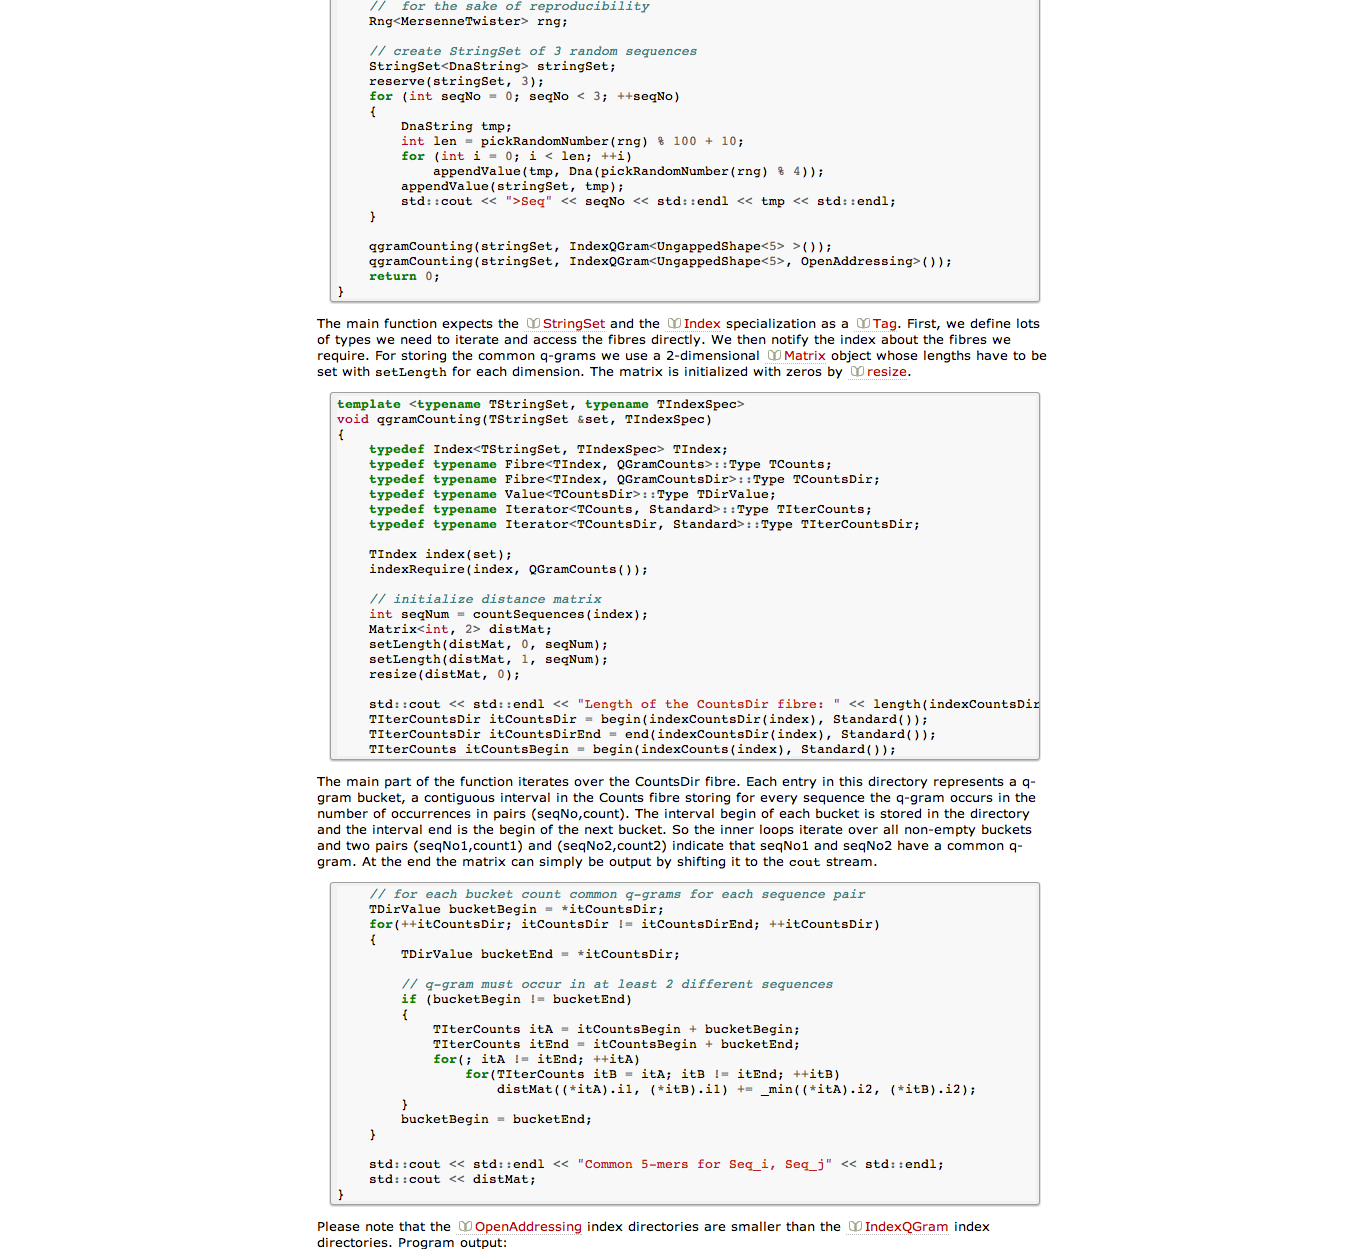 //  for the sake of reproducibility
Rng<MersenneTwister> rng;
// create StringSet of 3 random sequences
StringSet<DnaString> stringSet;
reserve(stringSet, 3);
for (int seqNo = 0; seqNo < 3; ++seqNo)
{
DnaString tmp;
int len = pickRandomNumber(rng) % 100 + 10;
for (int i = 0; i < len; ++i)
appendValue(tmp, Dna(pickRandomNumber(rng) % 4));
appendValue(stringSet, tmp);
std::cout << ">Seq" << seqNo << std::endl << tmp << std::endl;
}
qgramCounting(stringSet, IndexQGram<UngappedShape<5> >());
qgramCounting(stringSet, IndexQGram<UngappedShape<5>, OpenAddressing>());
return 0;
}
The main function expects the StringSet and the Index specialization as a Tag. First, we define lots
of types we need to iterate and access the fibres directly. We then notify the index about the fibres we
require. For storing the common q-grams we use a 2-dimensional Matrix object whose lengths have to be
set with setLength for each dimension. The matrix is initialized with zeros by resize.
template <typename TStringSet, typename TIndexSpec>
void qgramCounting(TStringSet &set, TIndexSpec)
{
typedef Index<TStringSet, TIndexSpec> TIndex;
typedef typename Fibre<TIndex, QGramCounts>::Type TCounts;
typedef typename Fibre<TIndex, QGramCountsDir>::Type TCountsDir;
typedef typename Value<TCountsDir>::Type TDirValue;
typedef typename Iterator<TCounts, Standard>::Type TIterCounts;
typedef typename Iterator<TCountsDir, Standard>::Type TIterCountsDir;
TIndex index(set);
indexRequire(index, QGramCounts());
// initialize distance matrix
int seqNum = countSequences(index);
Matrix<int, 2> distMat;
setLength(distMat, 0, seqNum);
setLength(distMat, 1, seqNum);
resize(distMat, 0);
std::cout << std::endl << "Length of the CountsDir fibre: " << length(indexCountsDir
TIterCountsDir itCountsDir = begin(indexCountsDir(index), Standard());
TIterCountsDir itCountsDirEnd = end(indexCountsDir(index), Standard());
TIterCounts itCountsBegin = begin(indexCounts(index), Standard());
The main part of the function iterates over the CountsDir fibre. Each entry in this directory represents a q-
gram bucket, a contiguous interval in the Counts fibre storing for every sequence the q-gram occurs in the
number of occurrences in pairs (seqNo,count). The interval begin of each bucket is stored in the directory
and the interval end is the begin of the next bucket. So the inner loops iterate over all non-empty buckets
and two pairs (seqNo1,count1) and (seqNo2,count2) indicate that seqNo1 and seqNo2 have a common q-
gram. At the end the matrix can simply be output by shifting it to the cout stream.
// for each bucket count common q-grams for each sequence pair
TDirValue bucketBegin = *itCountsDir;
for(++itCountsDir; itCountsDir != itCountsDirEnd; ++itCountsDir)
{
TDirValue bucketEnd = *itCountsDir;
// q-gram must occur in at least 2 different sequences
if (bucketBegin != bucketEnd)
{
TIterCounts itA = itCountsBegin + bucketBegin;
TIterCounts itEnd = itCountsBegin + bucketEnd;
for(; itA != itEnd; ++itA)
for(TIterCounts itB = itA; itB != itEnd; ++itB)
distMat((*itA).i1, (*itB).i1) += _min((*itA).i2, (*itB).i2);
}
bucketBegin = bucketEnd;
}
std::cout << std::endl << "Common 5-mers for Seq_i, Seq_j" << std::endl;
std::cout << distMat;
}
Please note that the OpenAddressing index directories are smaller than the IndexQGram index
directories. Program output: